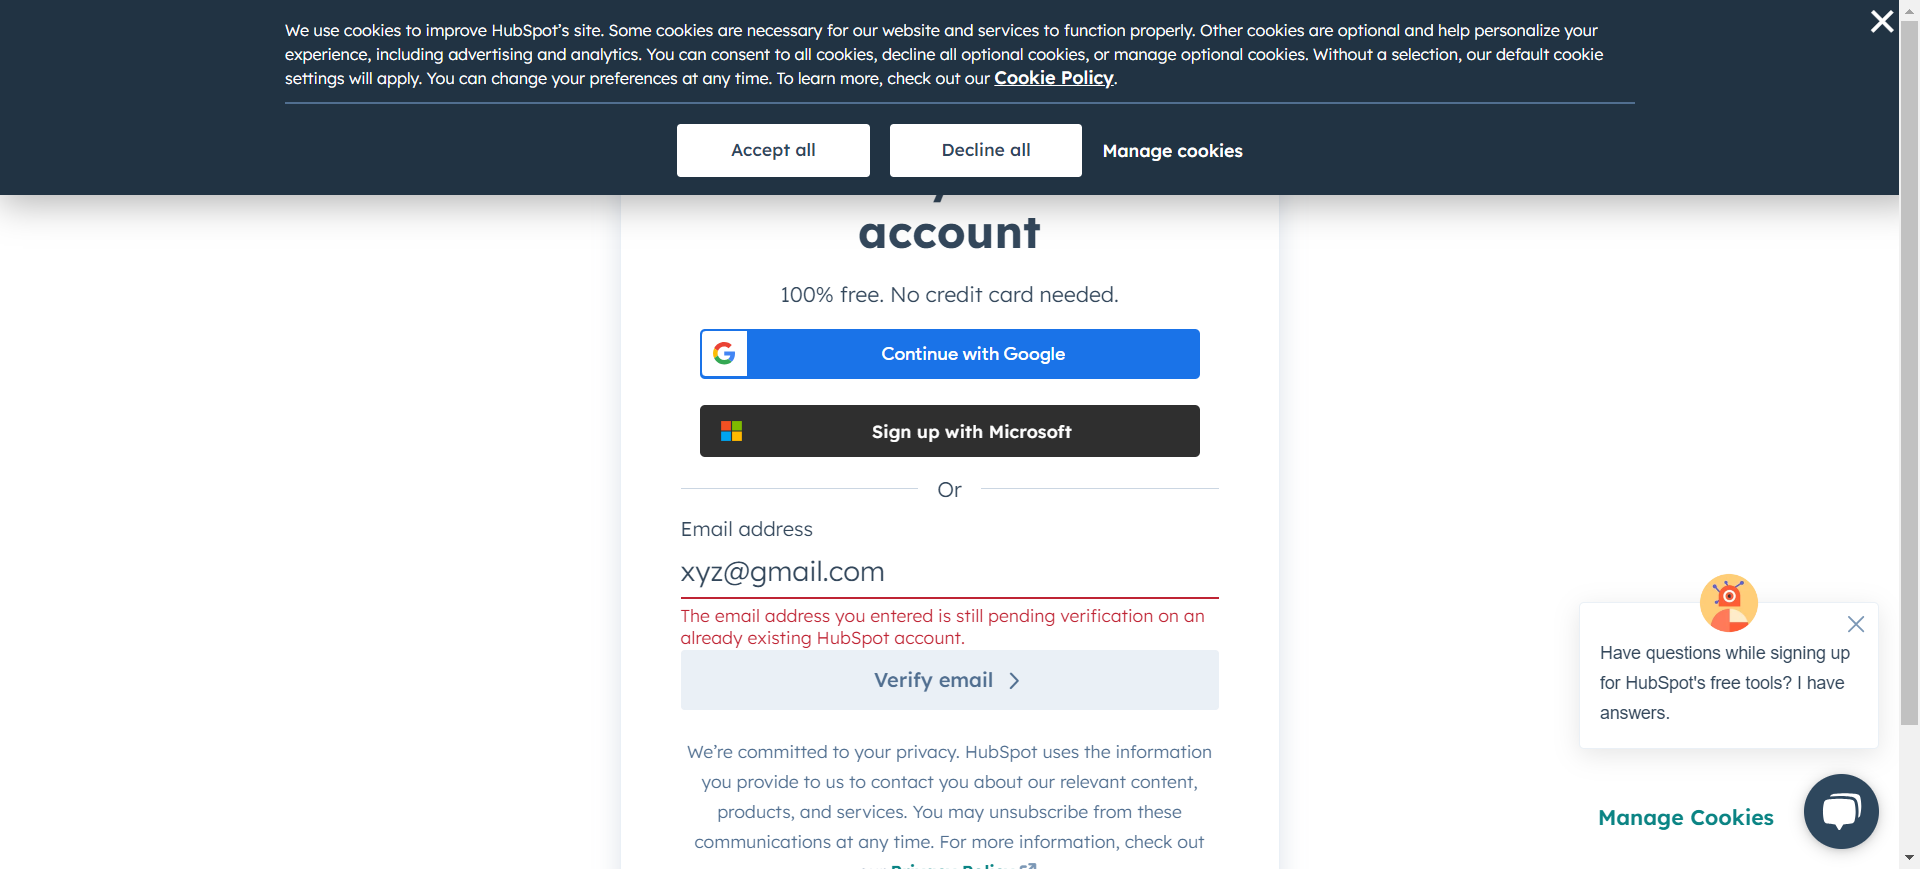 We use cookies to improve HubSpot’s site. Some cookies are necessary for our website and services to function properly. Other cookies are optional and help personalize your
experience, including advertising and analytics. You can consent to all cookies, decline all optional cookies, or manage optional cookies. Without a selection, our default cookie
settings will apply. You can change your preferences at any time. To learn more, check out our Cookie Policy.
Accept all
Decline all
Manage cookies
account
100% free. No credit card needed.
Continue with Google
Sign up with Microsoft
Or
Email address
xyz@gmail.com
The email address you entered is still pending verification on an
already existing HubSpot account.
Verify email
We’re committed to your privacy. HubSpot uses the information
you provide to us to contact you about our relevant content,
products, and services. You may unsubscribe from these
communications at any time. For more information, check out
Privacy Policy
Have questions while signing up
for HubSpot's free tools? I have
answers.
Manage Cookies